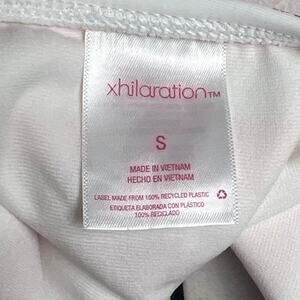 xhilaration™
S
MADE IN VIETNAM
HECHO EN VIETNAM
LABEL MADE FROM 100% RECYCLED PLASTIC
ETIQUETA ELABORADA CON PLÁSTICO
100% RECICLADO